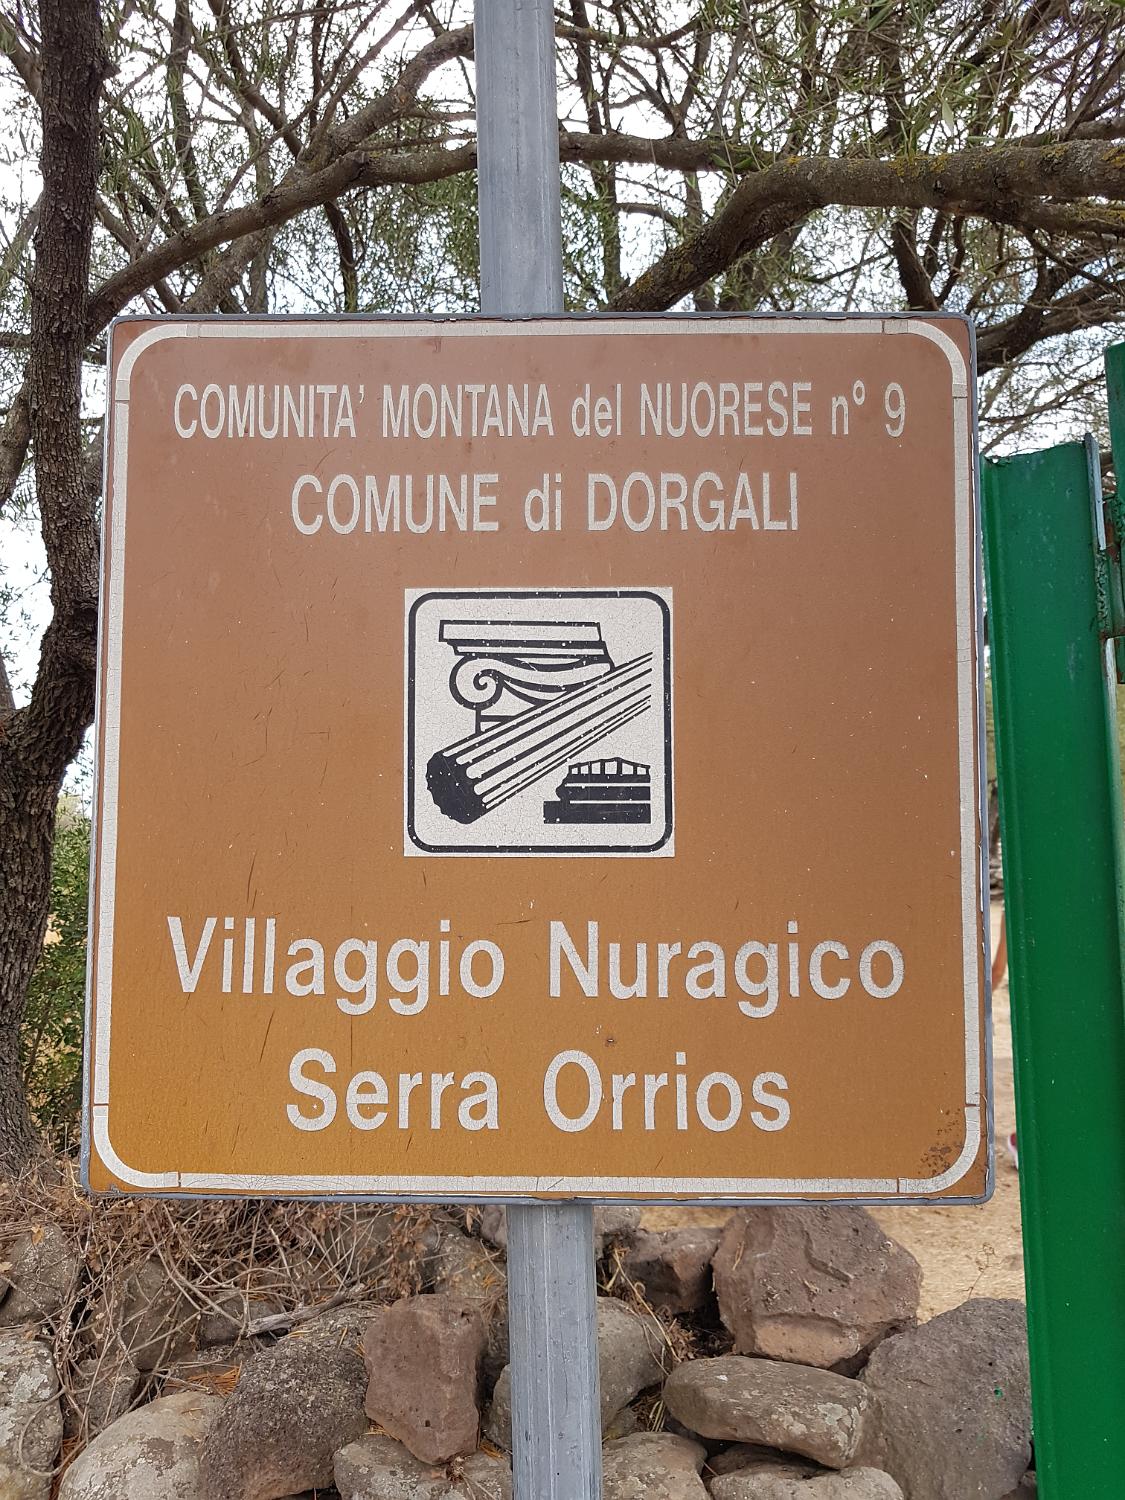 COMUNITA' MONTANA del NUORESE n° 9
COMUNE di DORGALI
Villaggio Nuragico
Serra Orrios